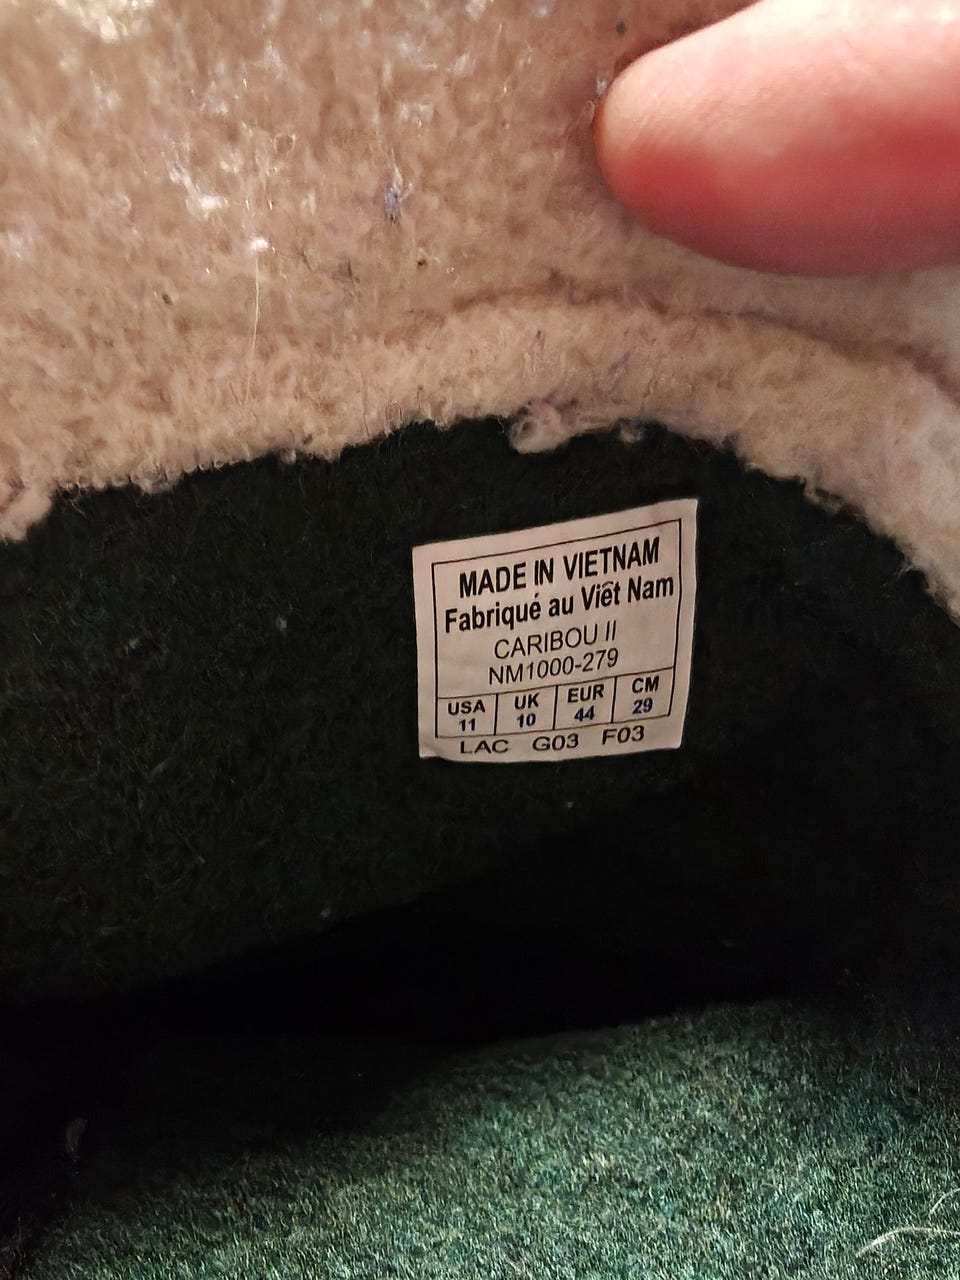 MADE IN VIETNAM
Fabriqué au Việt Nam
CARIBOU II
NM1000-279
USA UK EUR CM
11 10 44 29
LAC G03 F03